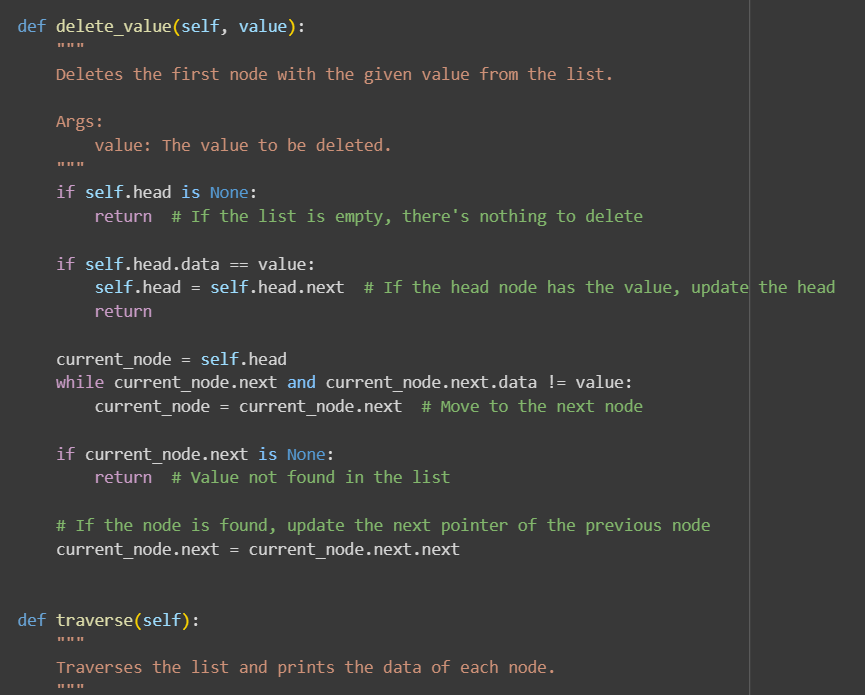 def delete_value(self, value):
    """
    Deletes the first node with the given value from the list.

    Args:
        value: The value to be deleted.
    """
    if self.head is None:
        return  # If the list is empty, there's nothing to delete

    if self.head.data == value:
        self.head = self.head.next  # If the head node has the value, update the head
        return

    current_node = self.head
    while current_node.next and current_node.next.data != value:
        current_node = current_node.next  # Move to the next node

    if current_node.next is None:
        return  # Value not found in the list

    # If the node is found, update the next pointer of the previous node
    current_node.next = current_node.next.next


def traverse(self):
    """
    Traverses the list and prints the data of each node.
    """